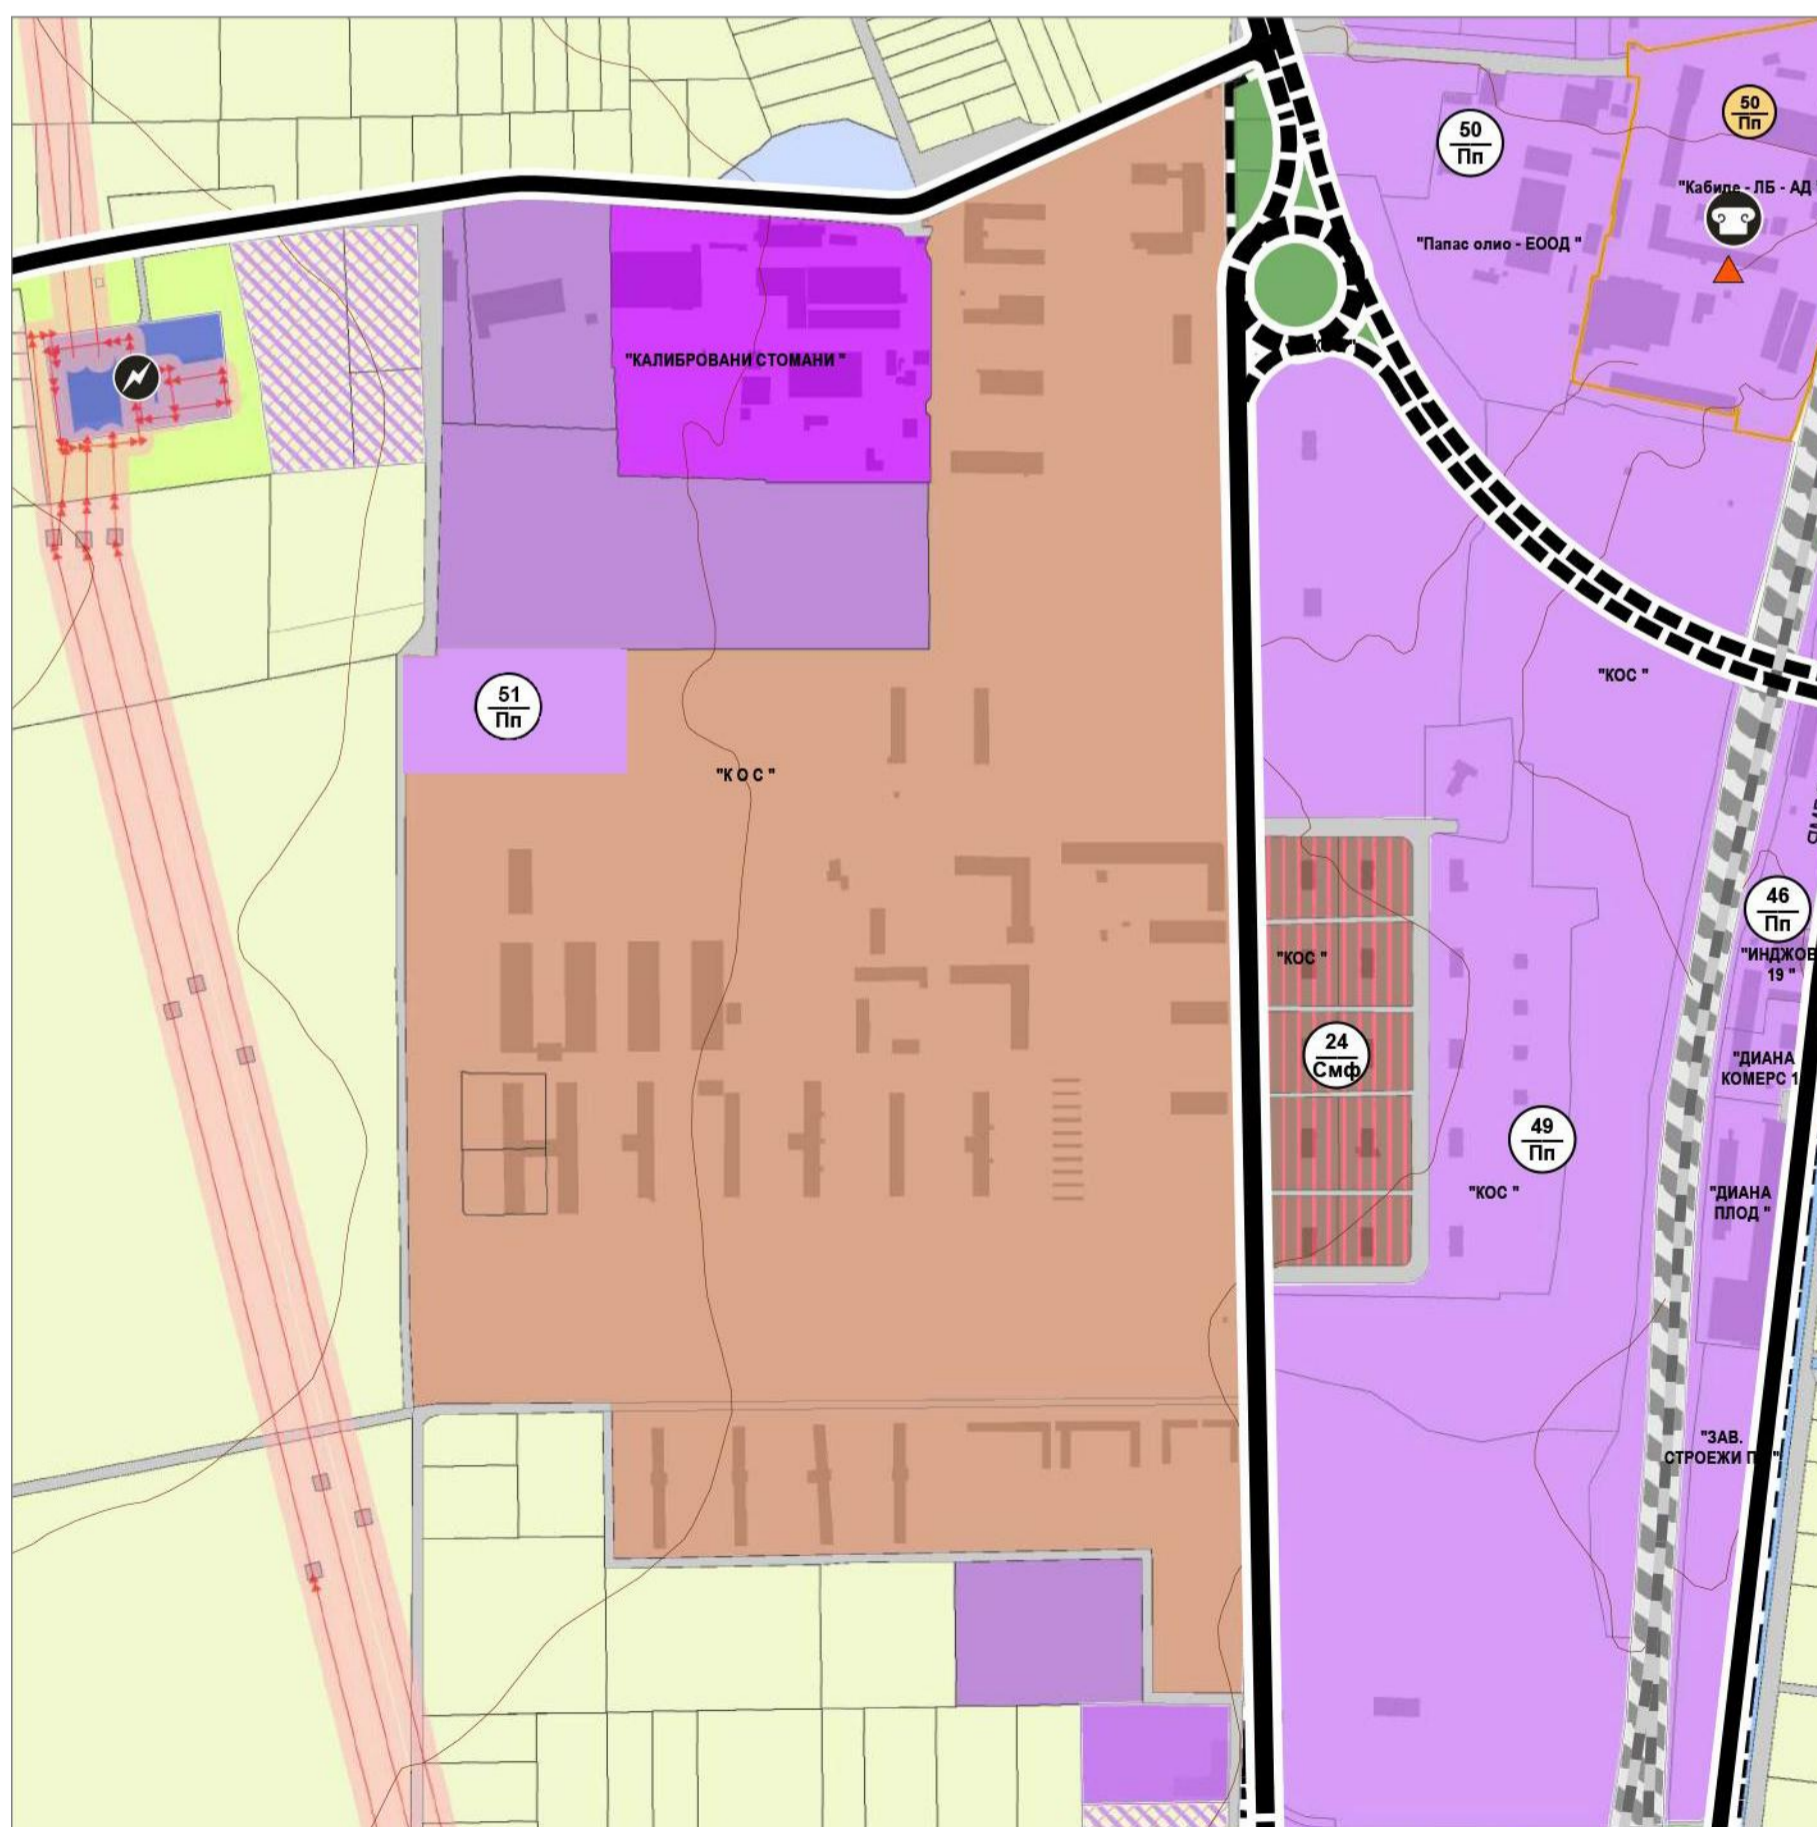 50
Пп
50
Пп
"Кабиле - ЛБ - АД
"Папас олио - ЕООД "
"КАЛИБРОВАНИ СТОМАНИ "
"КОС "
51
Пп
"К О С "
46
Пп
"КОС "
"ИНДЖОВ
19 "
24
Смф
"ДИАНА
КОМЕРС 1
49
Пп
"КОС "
"ДИАНА
ПЛОД "
"ЗАВ.
СТРОЕЖИ